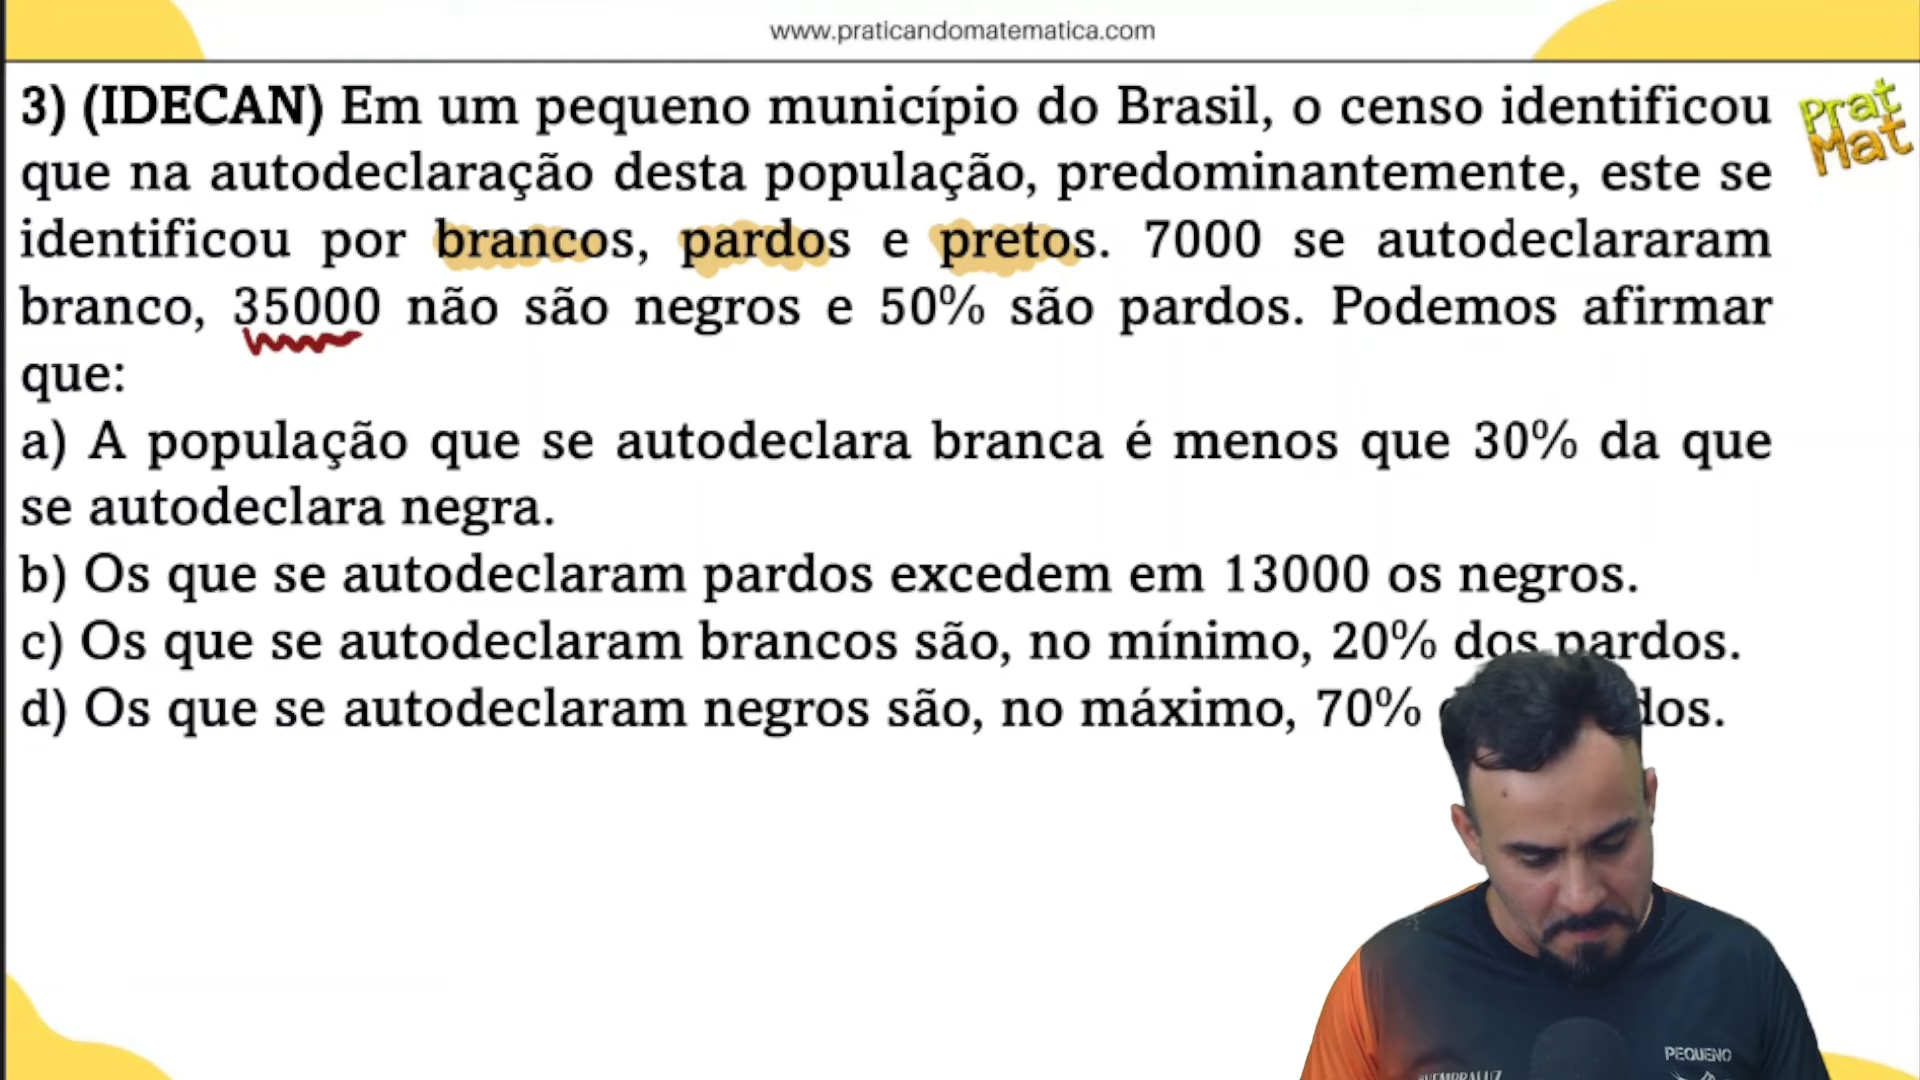 www.praticandomatematica.com
3) (IDECAN) Em um pequeno município do Brasil, o censo identificou
que na autodeclaração desta população, predominantemente, este se
identificou por brancos, pardos e pretos. 7000 se autodeclararam
branco, 35000 não são negros e 50% são pardos. Podemos afirmar
que:
a) A população que se autodeclara branca é menos que 30% da que
se autodeclara negra.
b) Os que se autodeclaram pardos excedem em 13000 os negros.
c) Os que se autodeclaram brancos são, no mínimo, 20% dos pardos.
d) Os que se autodeclaram negros são, no máximo, 70%
Prat
Mat
PEQUENO